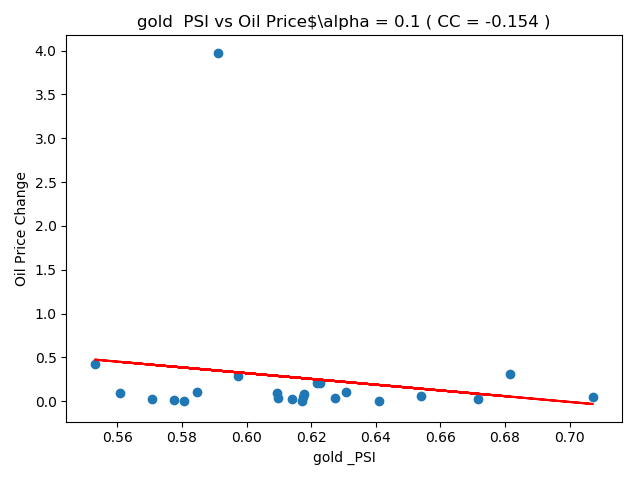 gold  PSI vs Oil Price$\alpha = 0.1 ( CC = -0.154 )
4.0
3.5
3.0
2.5
2.0
1.5
1.0
0.5
0.0
Oil Price Change
0.56 0.58 0.60 0.62 0.64 0.66 0.68 0.70
gold _PSI